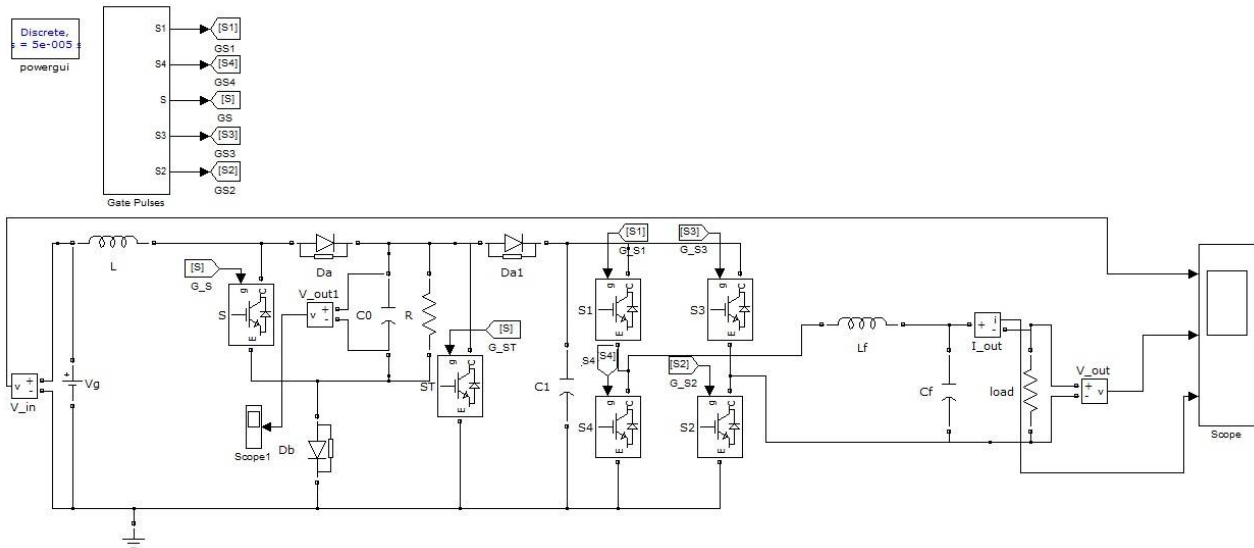 Discrete,
s = 5e-005 s
powergui
S1
[S1]
GS1
S4
[S4]
GS4
S
[S]
GS
S3
[S3]
GS3
S2
[S2]
GS2
Gate Pulses
L
Da
Da1
[S1]
G_S1
[S3]
G_S3
[S]
G_S
g
C
E
S
V_out1
v
+
-
C0
R
[S]
G_ST
g
C
E
ST
C1
g
C
E
S1
g
C
E
S3
S4
S4]
[S2]
G_S2
g
C
E
S4
g
C
E
S2
Lf
Cf
+
i
-
I_out
load
V_out
+
-
v
Scope
v
+
-
V_in
+
Vg
Scope1
Db